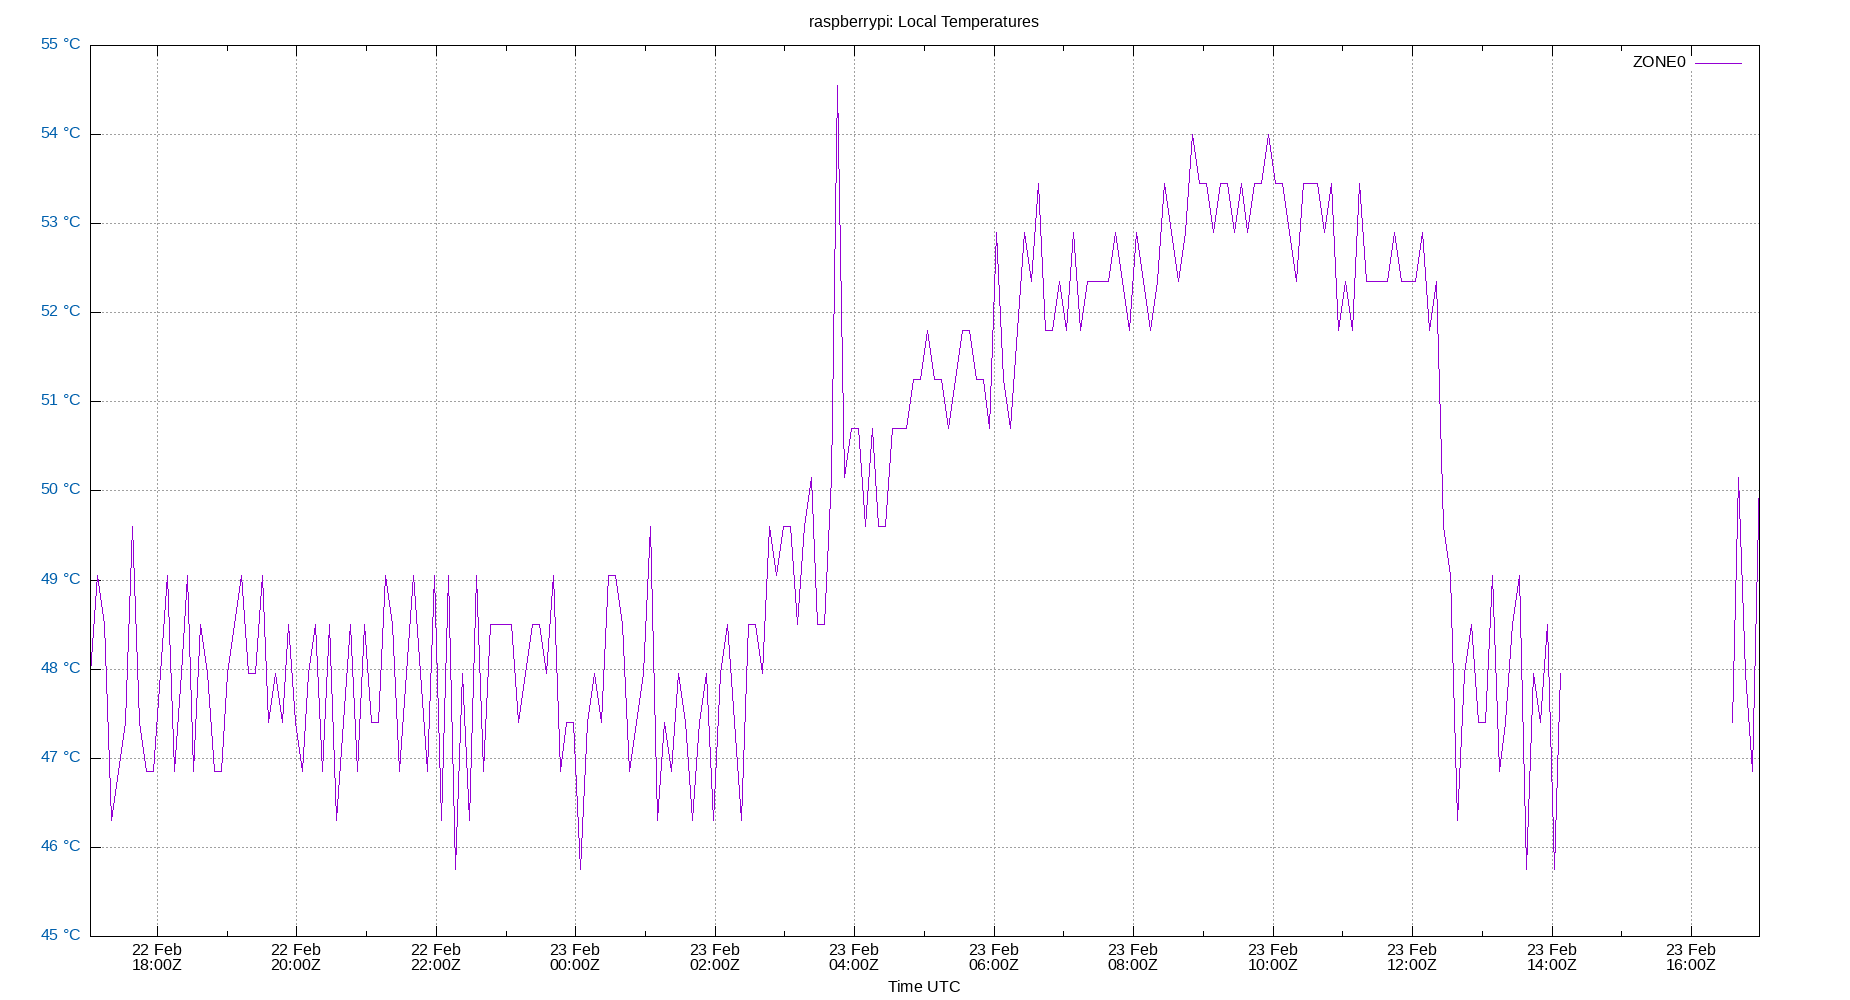 raspberrypi: Local Temperatures
ZONE0
55 °C
54 °C
53 °C
52 °C
51 °C
50 °C
49 °C
48 °C
47 °C
46 °C
45 °C
22 Feb 22 Feb 22 Feb 23 Feb 23 Feb 23 Feb 23 Feb 23 Feb 23 Feb 23 Feb 23 Feb 23 Feb
18:00Z 20:00Z 22:00Z 00:00Z 02:00Z 04:00Z 06:00Z 08:00Z 10:00Z 12:00Z 14:00Z 16:00Z
Time UTC